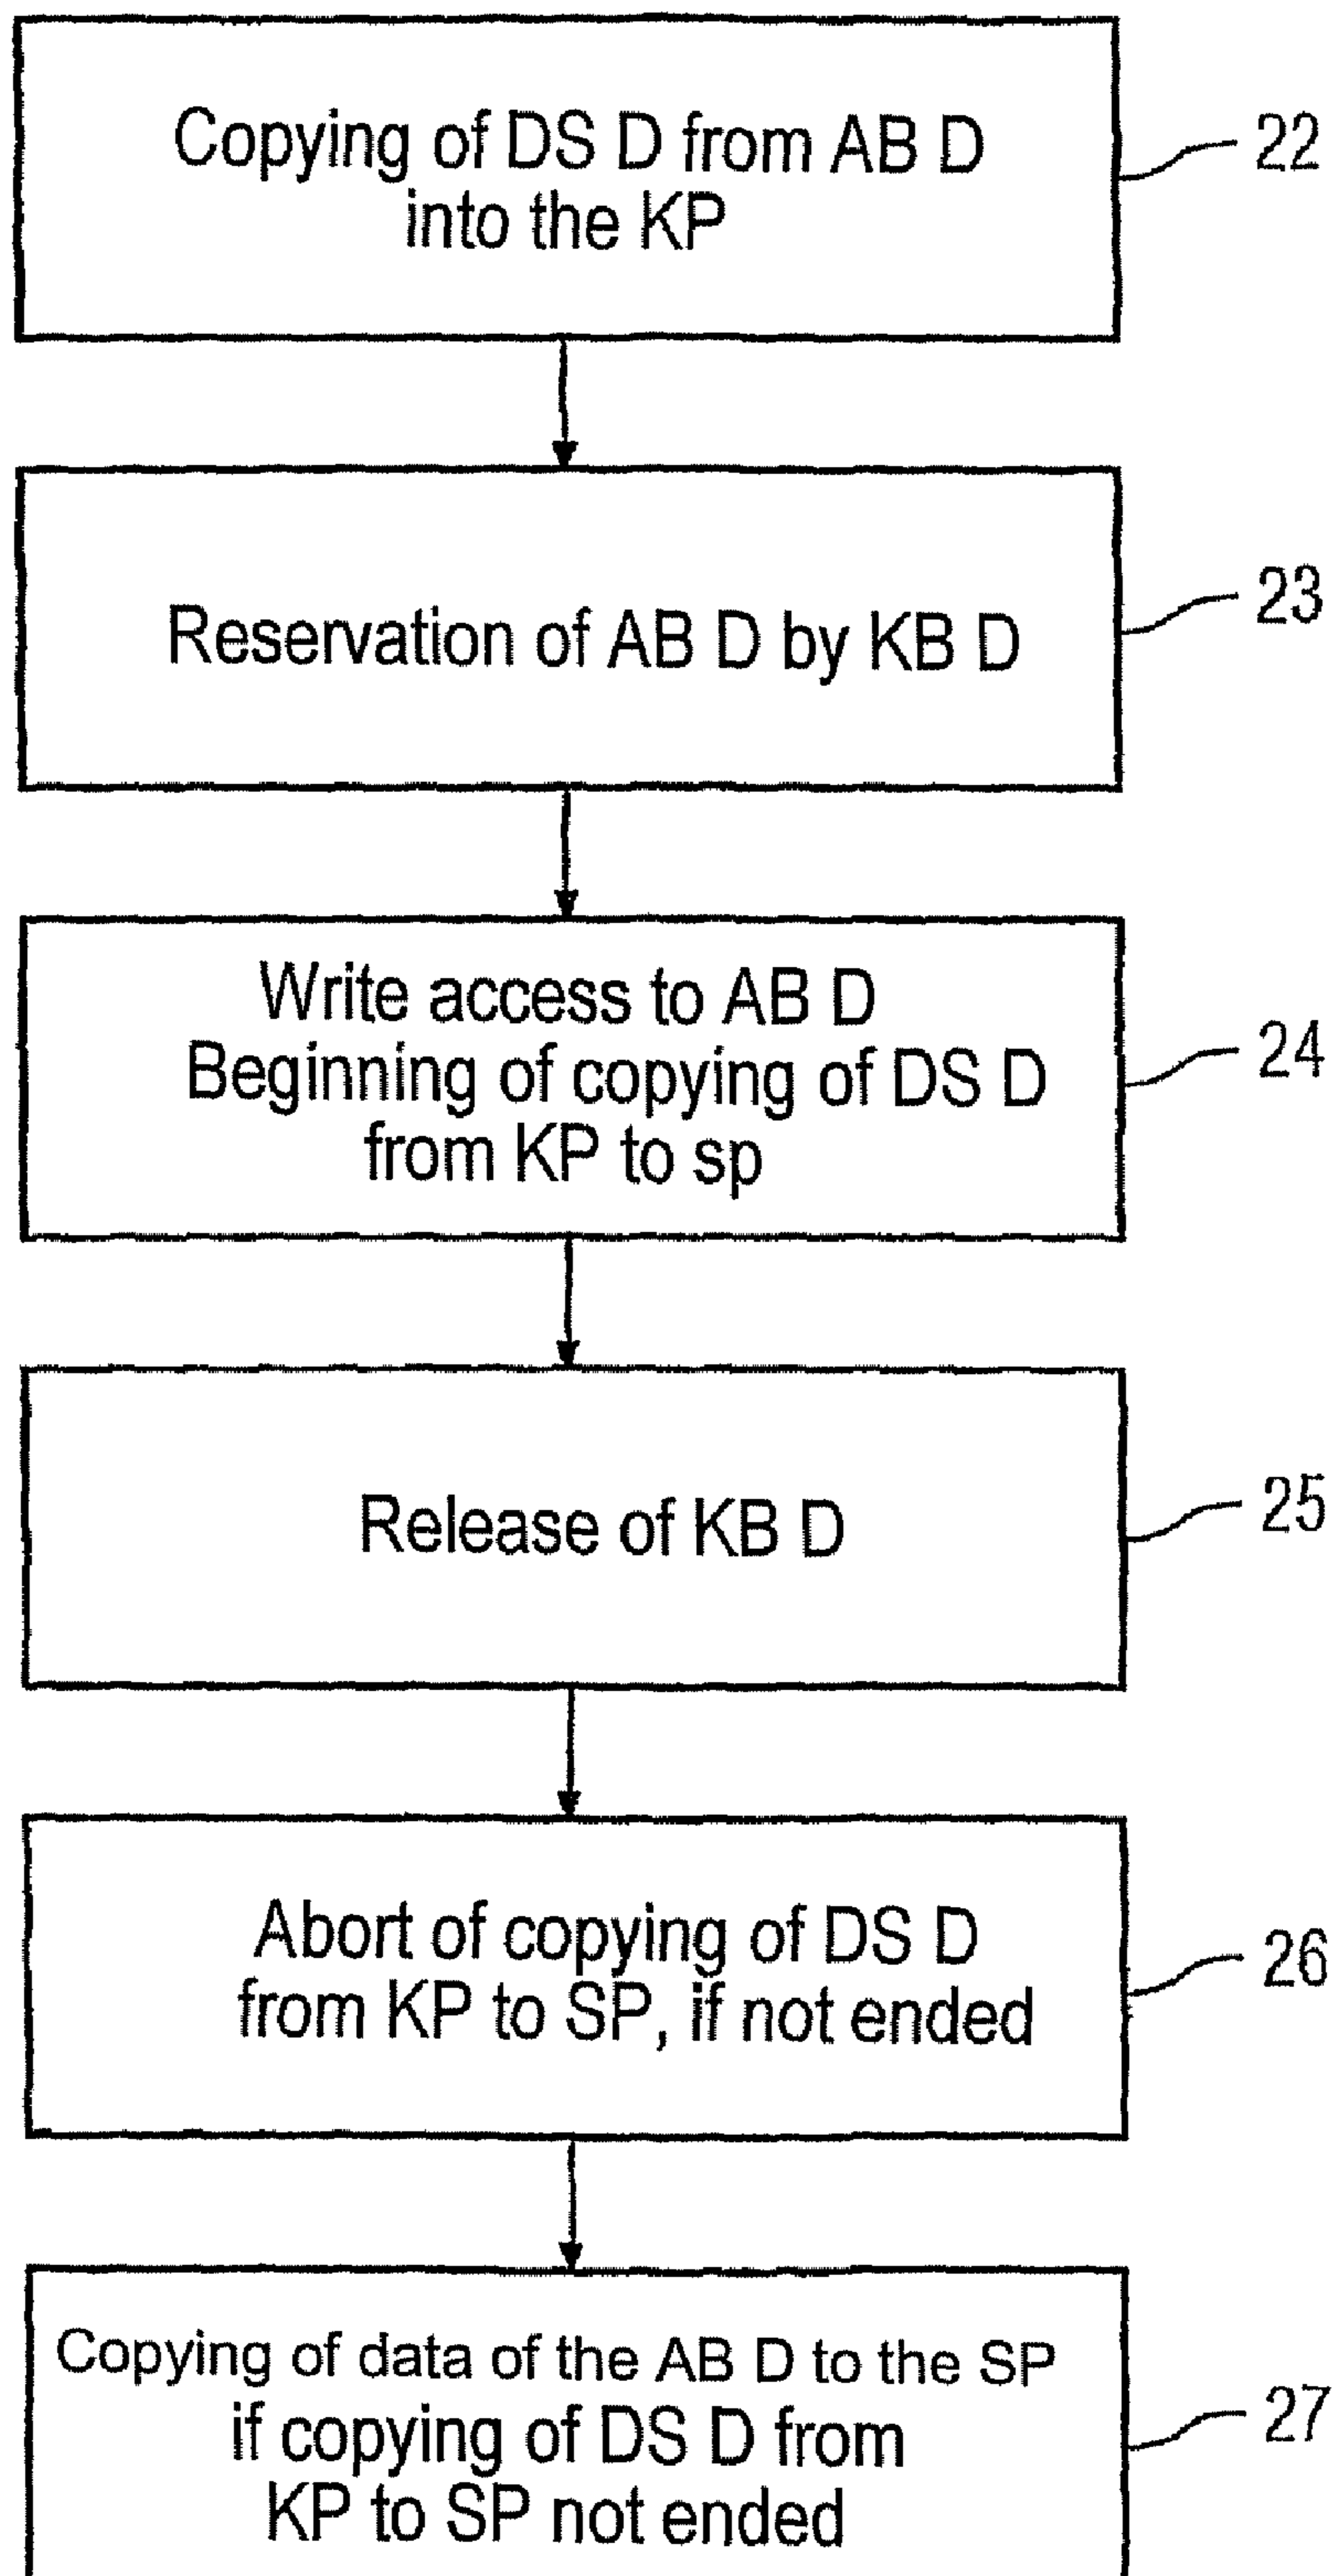 Copying of DS D from AB D
into the KP
22
Reservation of AB D by KB D
23
Write access to AB D
Beginning of copying of DS D
from KP to sp
24
Release of KB D
25
Abort of copying of DS D
from KP to SP, if not ended
26
Copying of data of the AB D to the SP
if copying of DS D from
KP to SP not ended
27